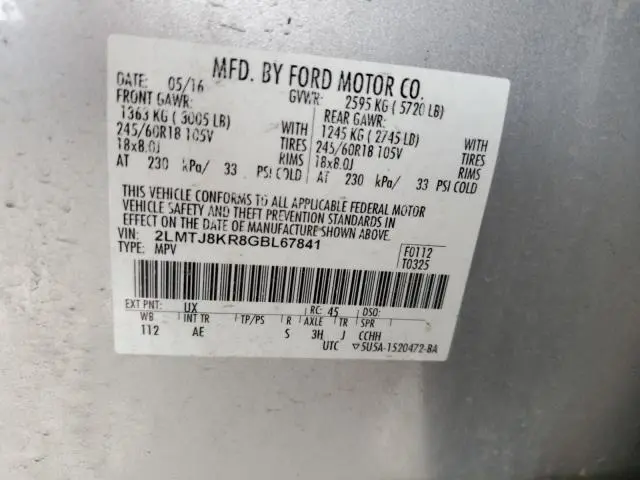 MFD. BY FORD MOTOR CO.
DATE: 05/16 GVWR: 2595 KG ( 5720 LB)
FRONT GAWR: REAR GAWR:
1363 KG ( 3005 LB) WITH 1245 KG ( 2745 LB) WITH
245/60R18 105V TIRES 245/60R18 105V TIRES
18x8.0J RIMS 18x8.0J RIMS
AT 230 kPa/ 33 PSI COLD AT 230 kPa/ 33 PSI COLD
THIS VEHICLE CONFORMS TO ALL APPLICABLE FEDERAL MOTOR
VEHICLE SAFETY AND THEFT PREVENTION STANDARDS IN
EFFECT ON THE DATE OF MANUFACTURE SHOWN ABOVE.
VIN: 2LMTJ8KR8GBL67841 F0112
TYPE: MPV T0325
EXT PNT: UX RC: 45 DSO:
WB INT TR TP/PS R AXLE TR SPR
112 AE S 3H J CCHH
UTC ▽5U5A-1520472-BA